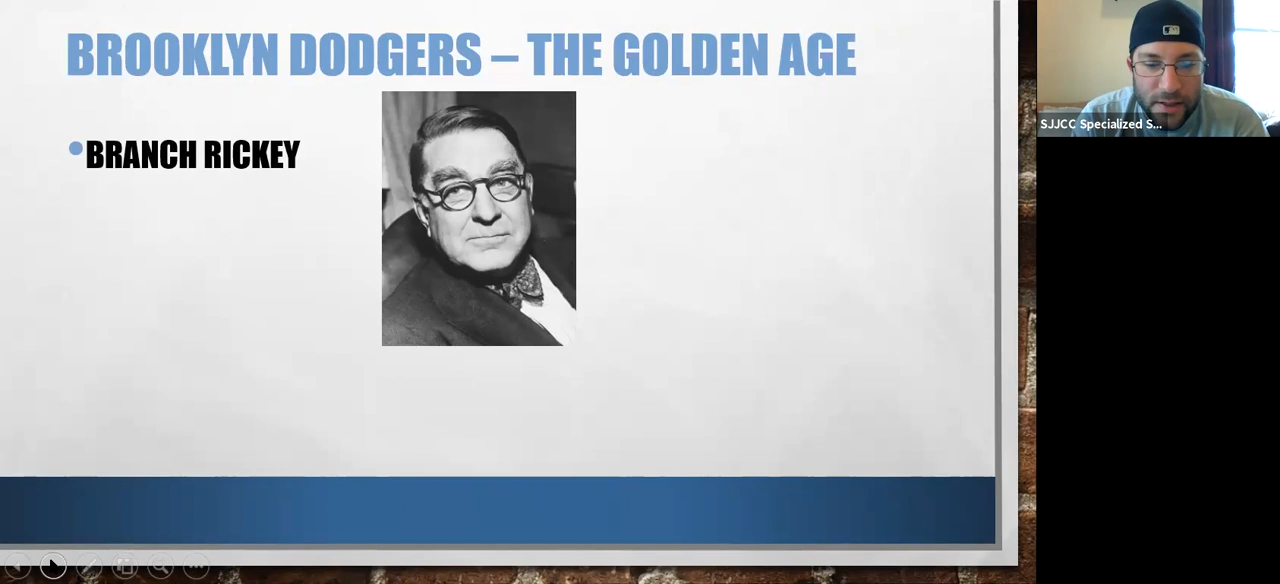 BROOKLYN DODGERS – THE GOLDEN AGE
BRANCH RICKEY
SJJCC Specialized S...